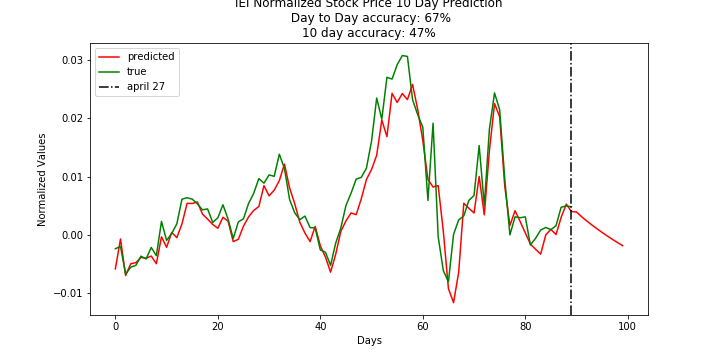 IEI Normalized Stock Price 10 Day Prediction
Day to Day accuracy: 67%
10 day accuracy: 47%
predicted
true
april 27
Normalized Values
0.03
0.02
0.01
0.00
−0.01
0
20
40
60
80
100
Days